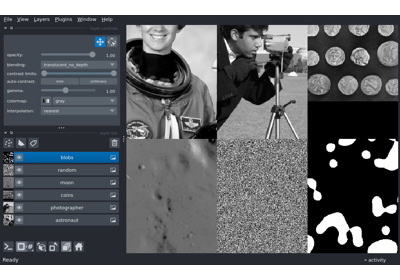 File View Layers Plugins Window Help
opacity: 1.00
blending: translucent_no_depth
contrast limits:
auto-contrast: once continuous
gamma: 1.00
colormap: gray
interpolation: nearest
blobs
random
moon
coins
photographer
astronaut
Ready activity